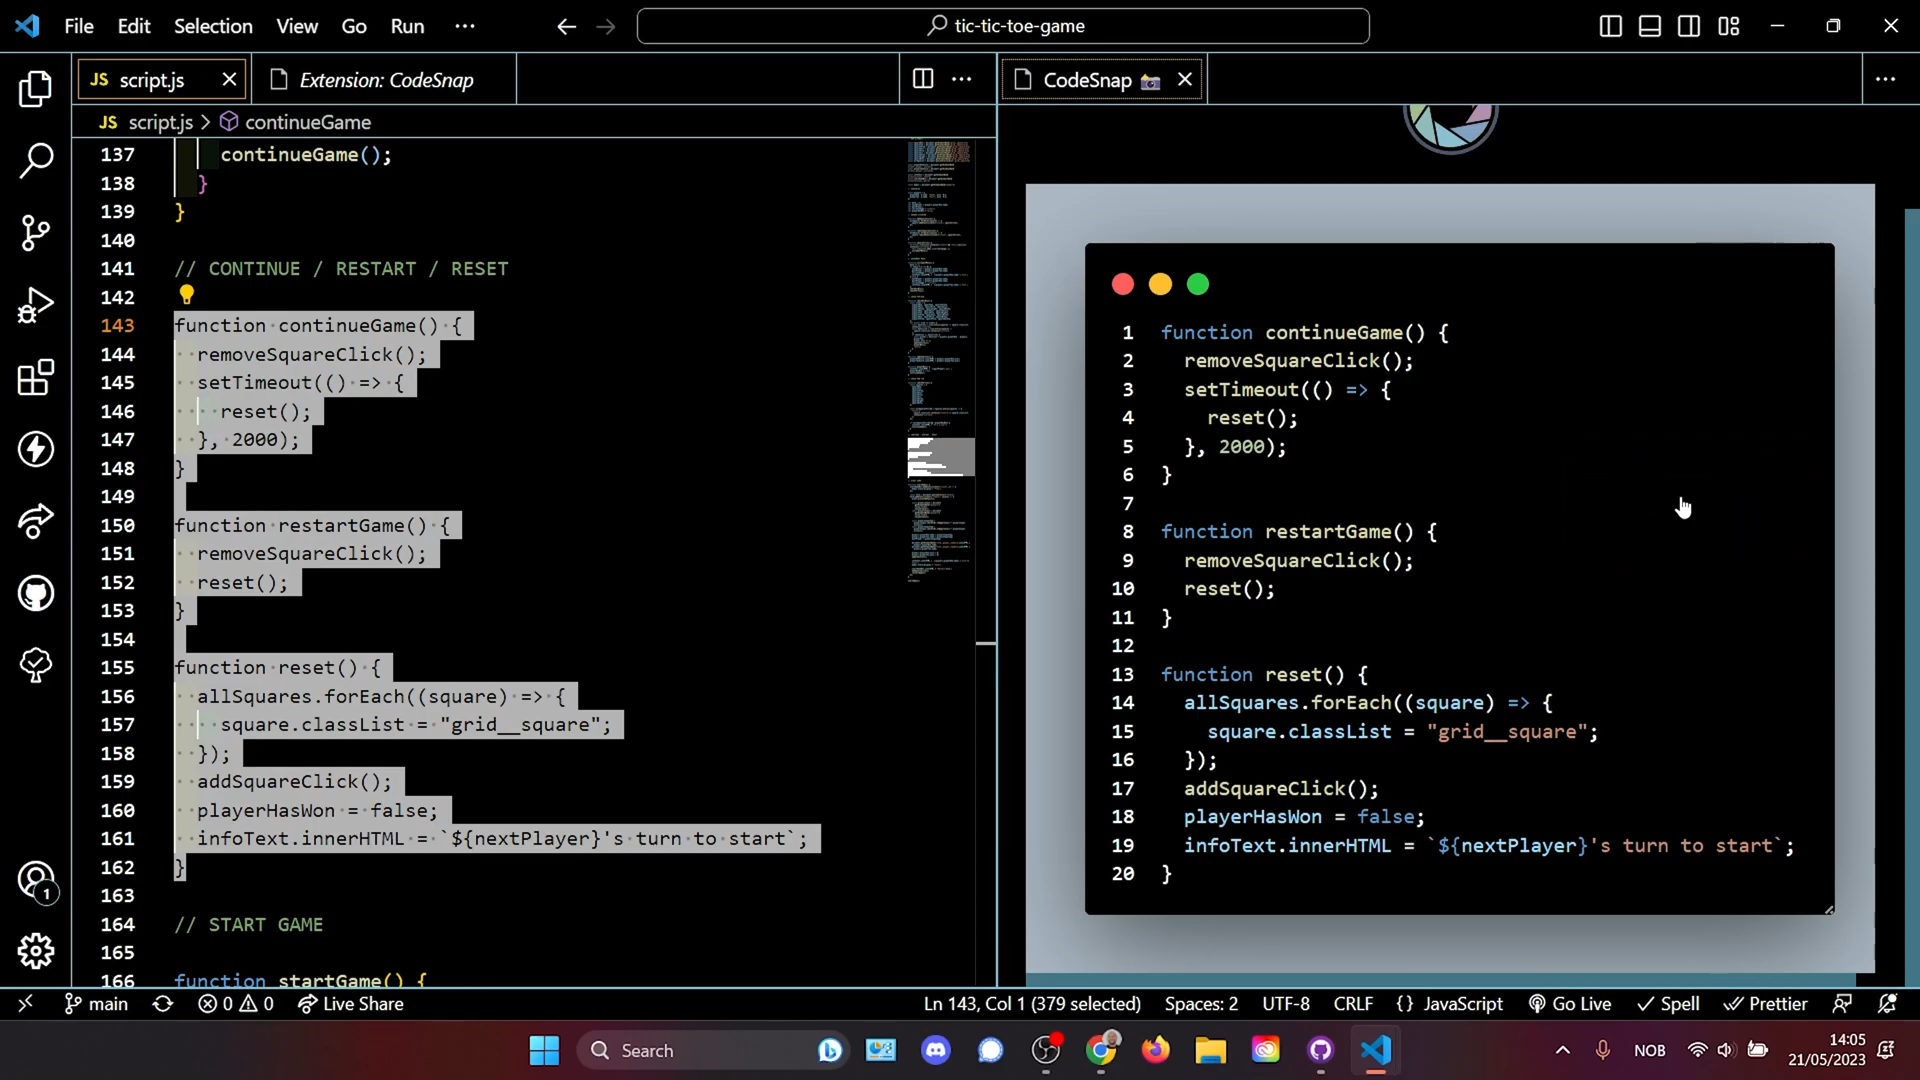 File Edit Selection View Go Run ··· tic-tic-toe-game
JS script.js Extension: CodeSnap ···
JS script.js > continueGame
137 continueGame();
138 }
139 }
140
141 // CONTINUE / RESTART / RESET
142
143 function continueGame() {
144 removeSquareClick();
145 setTimeout(() => {
146 reset();
147 }, 2000);
148 }
149
150 function restartGame() {
151 removeSquareClick();
152 reset();
153 }
154
155 function reset() {
156 allSquares.forEach((square) => {
157 square.classList = "grid__square";
158 });
159 addSquareClick();
160 playerHasWon = false;
161 infoText.innerHTML = `${nextPlayer}'s turn to start`;
162 }
163
164 // START GAME
165
166 function startGame() {
CodeSnap 📸 ···
1 function continueGame() {
2 removeSquareClick();
3 setTimeout(() => {
4 reset();
5 }, 2000);
6 }
7
8 function restartGame() {
9 removeSquareClick();
10 reset();
11 }
12
13 function reset() {
14 allSquares.forEach((square) => {
15 square.classList = "grid__square";
16 });
17 addSquareClick();
18 playerHasWon = false;
19 infoText.innerHTML = `${nextPlayer}'s turn to start`;
20 }
1
main 0 0 Live Share Ln 143, Col 1 (379 selected) Spaces: 2 UTF-8 CRLF {} JavaScript Go Live Spell Prettier
Search NOB 14:05
21/05/2023